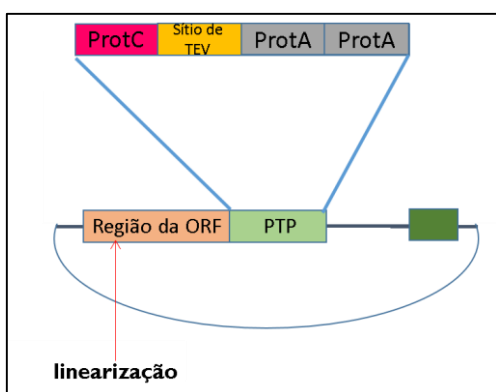 ProtC
Sítio de
TEV
ProtA
ProtA
Região da ORF
PTP
linearização